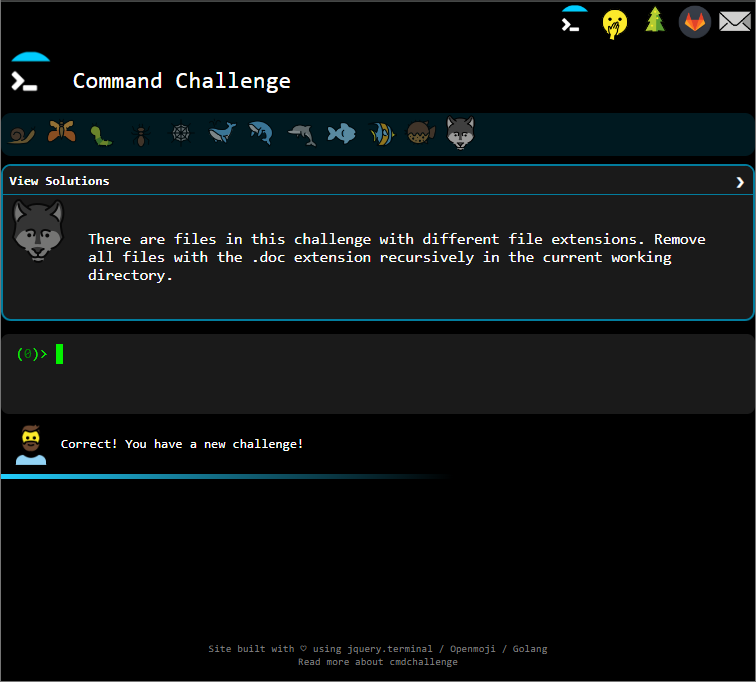 Command Challenge
View Solutions
There are files in this challenge with different file extensions. Remove
all files with the .doc extension recursively in the current working
directory.
(0)>
Correct! You have a new challenge!
Site built with ♡ using jquery.terminal / Openmoji / Golang
Read more about cmdchallenge